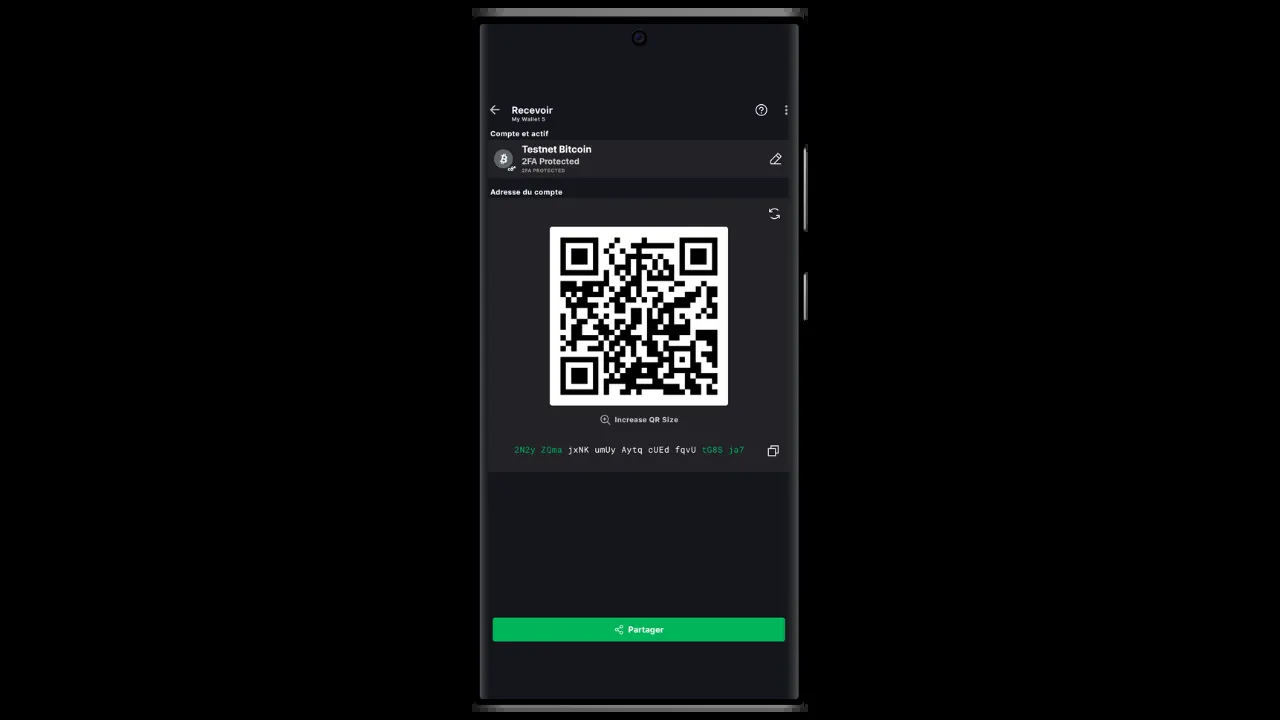 Recevoir
My Wallet 5
Compte et actif
Testnet Bitcoin
2FA Protected
2FA PROTECTED
Adresse du compte
Increase QR Size
2N2y ZQma jxNK umUy Aytq cUEd fqvU tG8S ja7
Partager